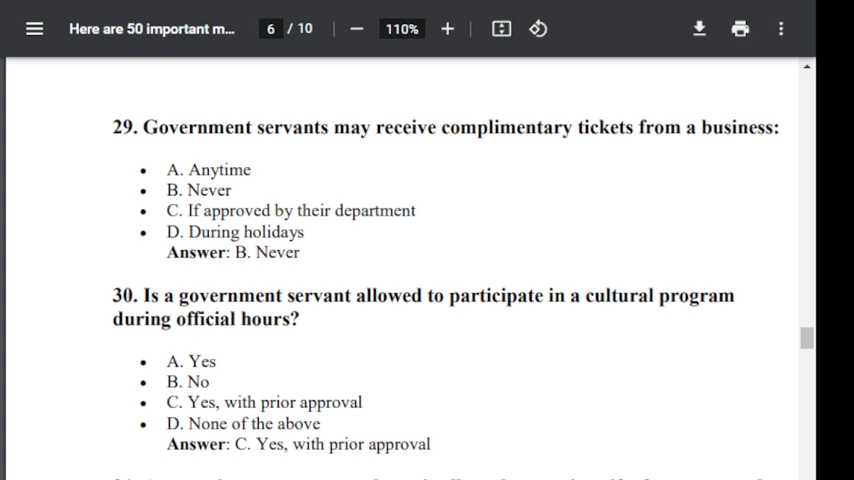 Here are 50 important m... 6 / 10 110%
29. Government servants may receive complimentary tickets from a business:
• A. Anytime
• B. Never
• C. If approved by their department
• D. During holidays
Answer: B. Never
30. Is a government servant allowed to participate in a cultural program
during official hours?
• A. Yes
• B. No
• C. Yes, with prior approval
• D. None of the above
Answer: C. Yes, with prior approval